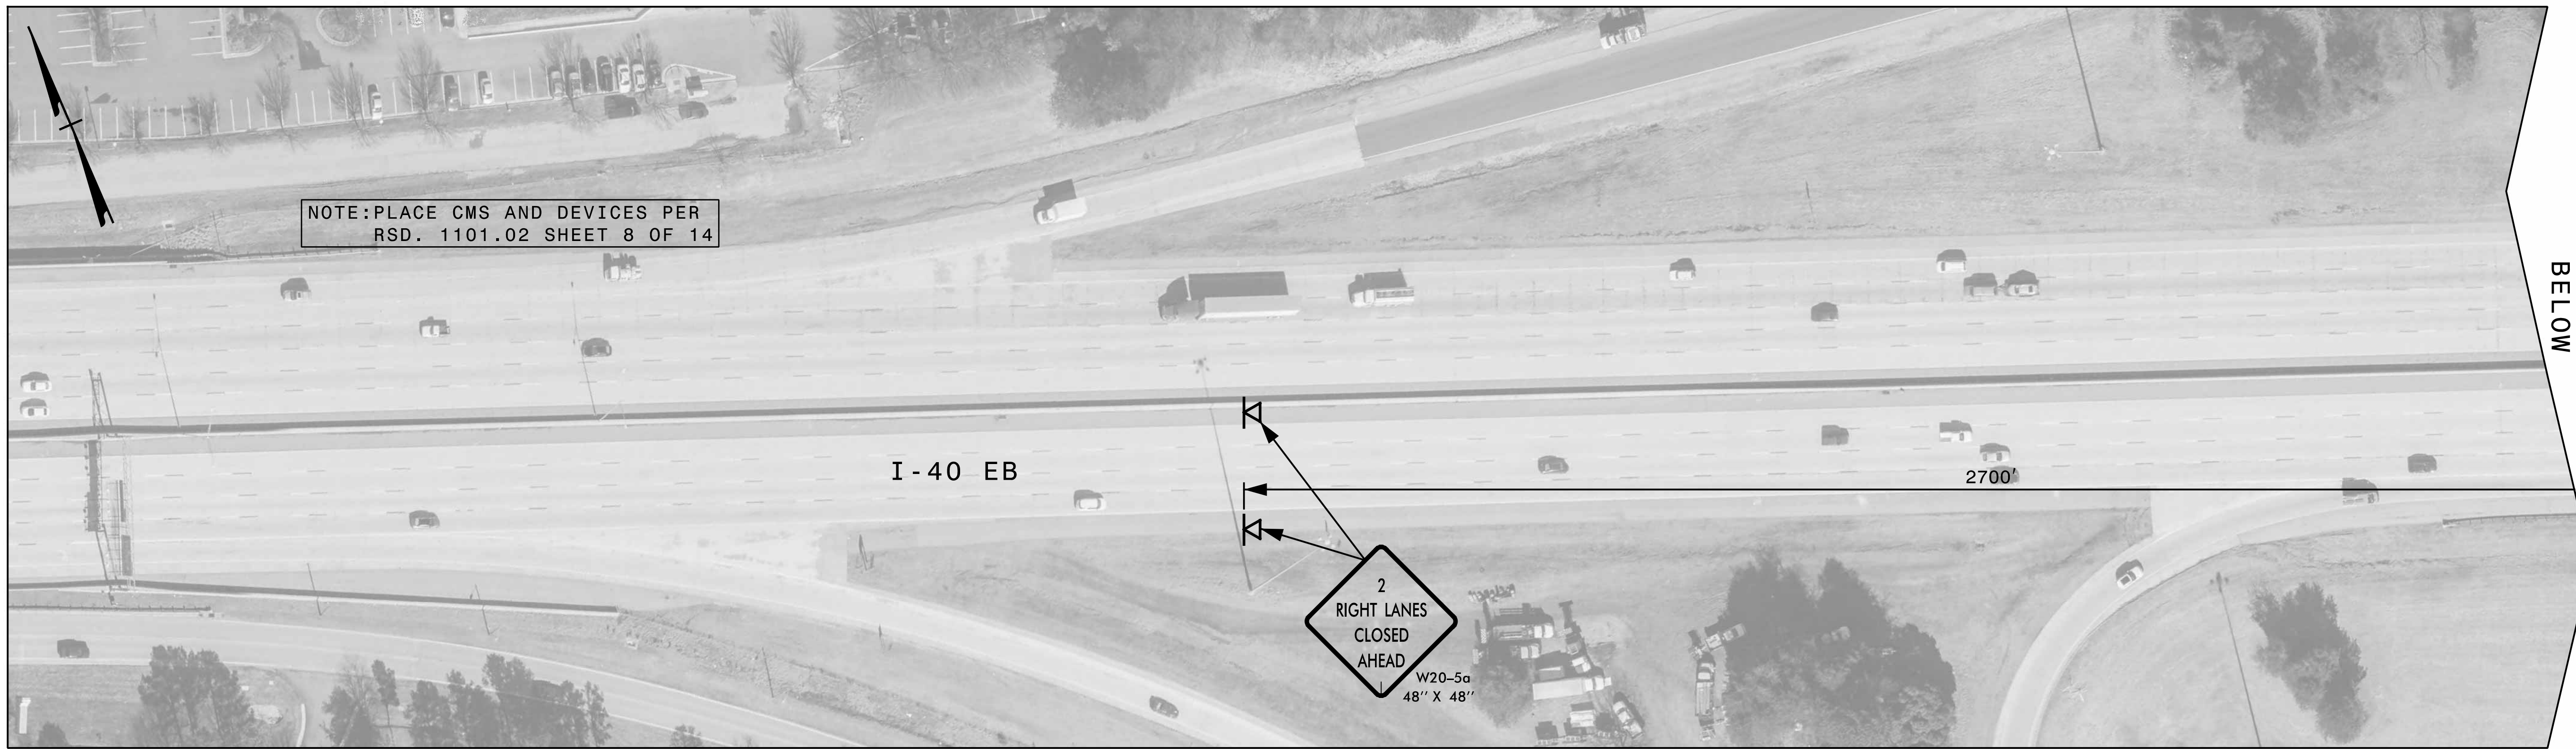 NOTE:PLACE CMS AND DEVICES PER
RSD. 1101.02 SHEET 8 OF 14
BELOW
I-40 EB
2700'
2
RIGHT LANES
CLOSED
AHEAD
W20-5a
48'' X 48''